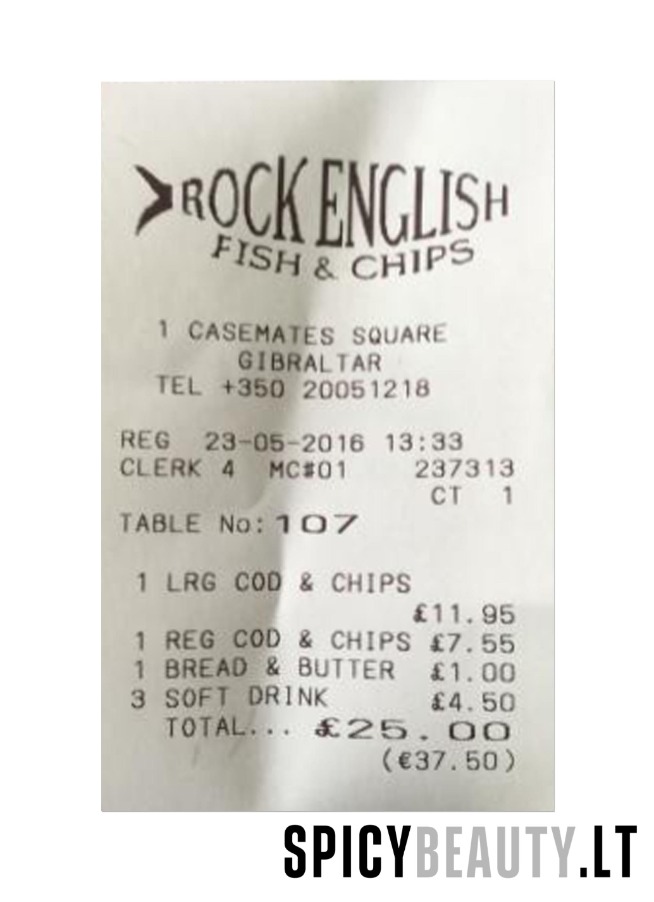 ROCK ENGLISH
FISH & CHIPS
1 CASEMATES SQUARE
GIBRALTAR
TEL +350 20051218
REG 23-05-2016 13:33
CLERK 4 MC#01 237313
CT 1
TABLE No: 107
1 LRG COD & CHIPS
£11.95
1 REG COD & CHIPS £7.55
1 BREAD & BUTTER £1.00
3 SOFT DRINK £4.50
TOTAL... £25.00
(€37.50)
SPICYBEAUTY.LT